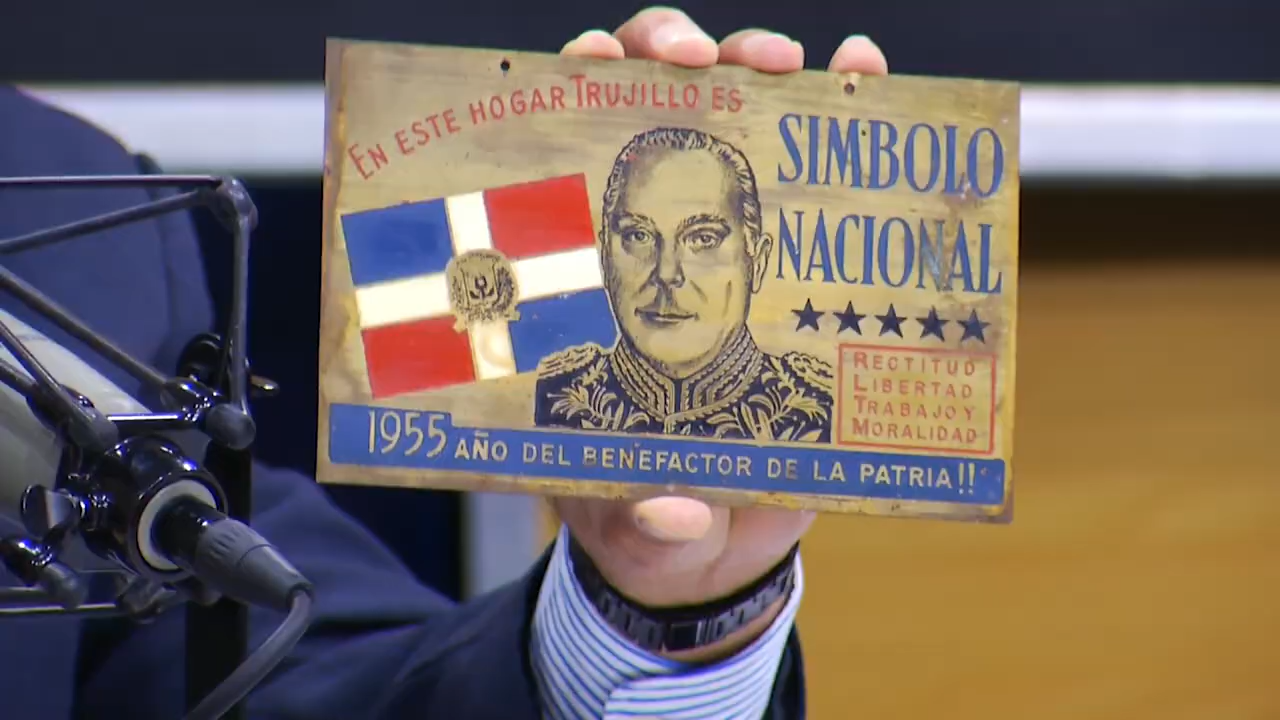 EN ESTE HOGAR TRUJILLO ES
SIMBOLO
NACIONAL
RECTITUD
LIBERTAD
TRABAJO Y
MORALIDAD
1955 AÑO DEL BENEFACTOR DE LA PATRIA!!